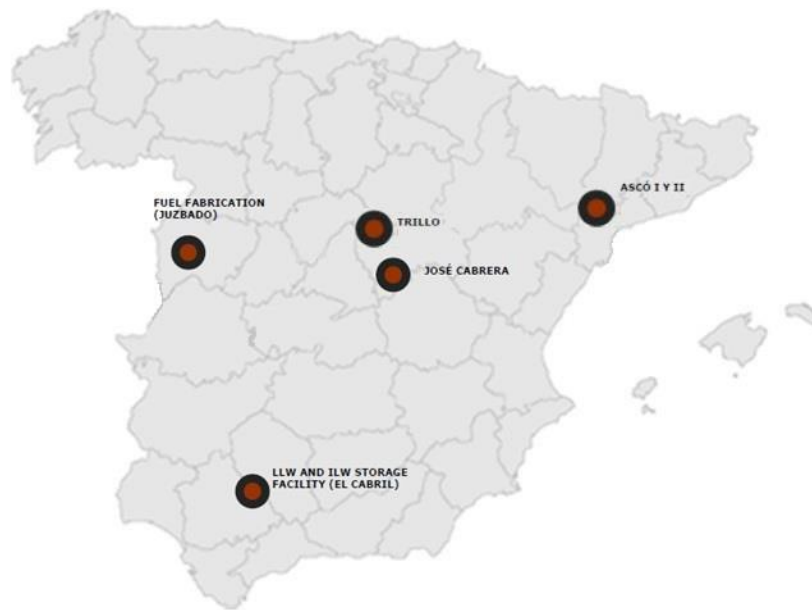 FUEL FABRICATION
(JUZBADO)
ASCÓ I Y II
TRILLO
JOSÉ CABRERA
LLW AND ILW STORAGE
FACILITY (EL CABRIL)